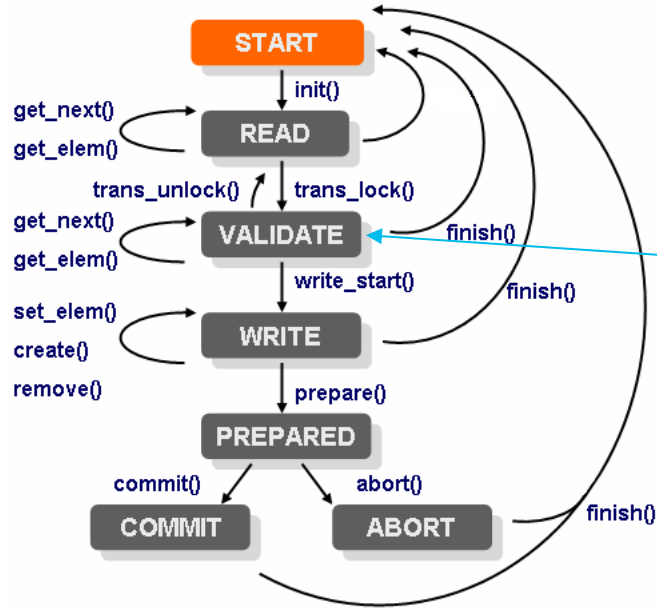 START
init()
get_next()
READ
get_elem()
trans_unlock()
trans_lock()
get_next()
VALIDATE
finish()
get_elem()
write_start()
finish()
set_elem()
WRITE
create()
remove()
prepare()
PREPARED
commit()
abort()
COMMIT
ABORT
finish()